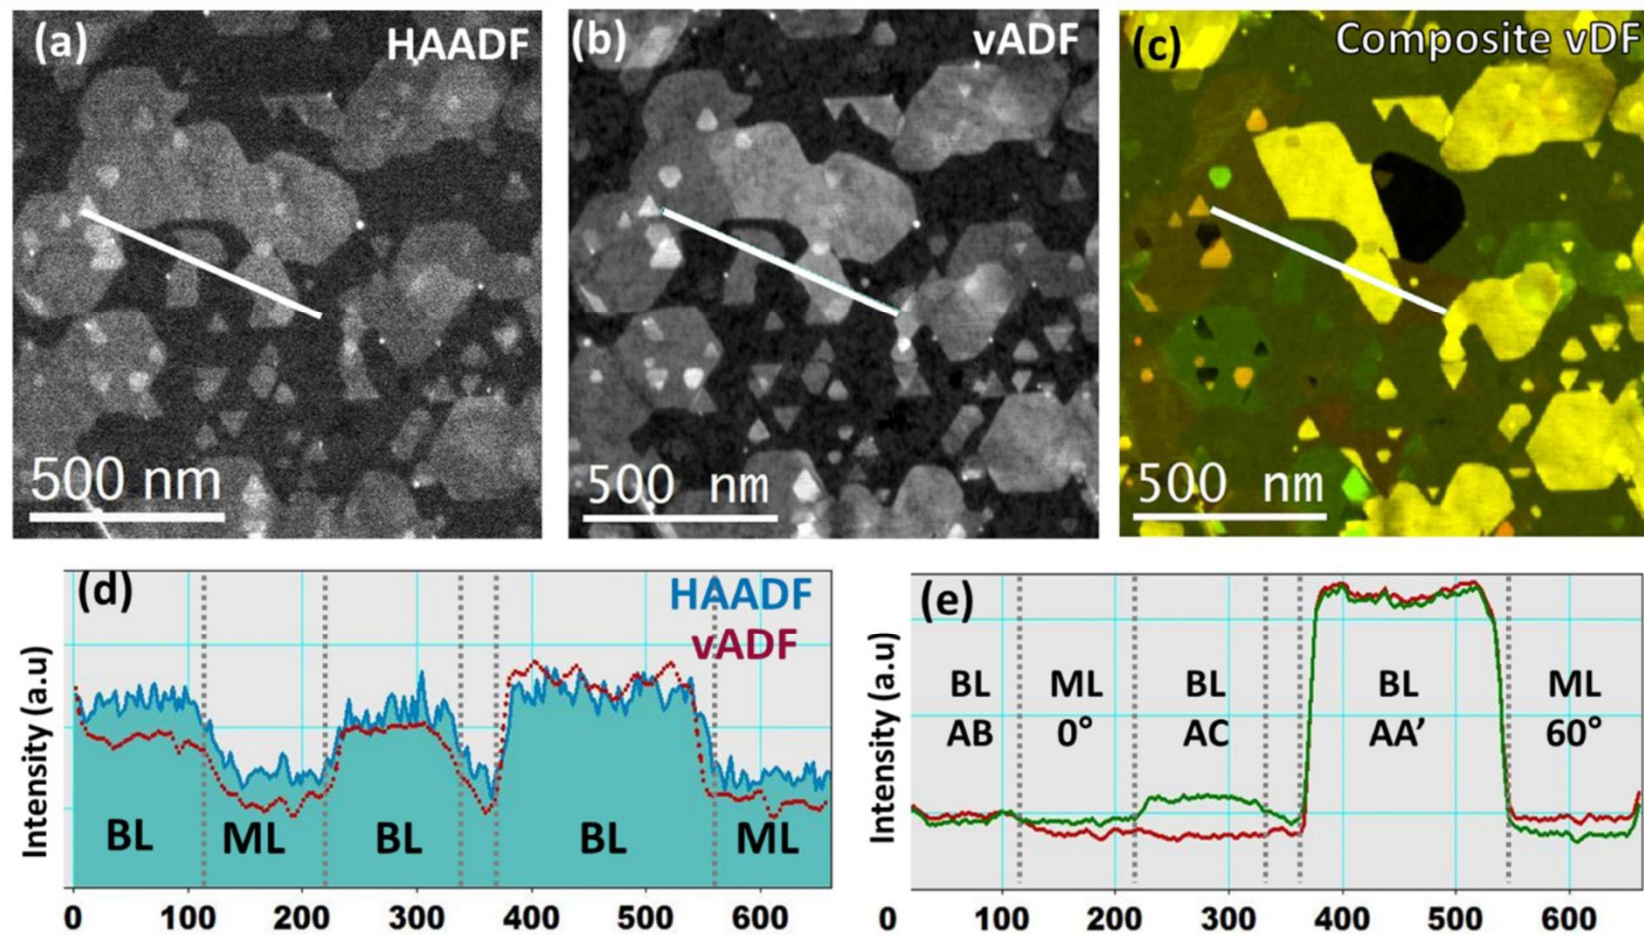 (a) HAADF
500 nm
(b) vADF
500 nm
(c) Composite vDF
500 nm
(d)
HAADF
vADF
Intensity (a.u)
BL ML BL BL ML
0 100 200 300 400 500 600
(e)
Intensity (a.u)
BL ML BL BL ML
AB 0° AC AA’ 60°
0 100 200 300 400 500 600